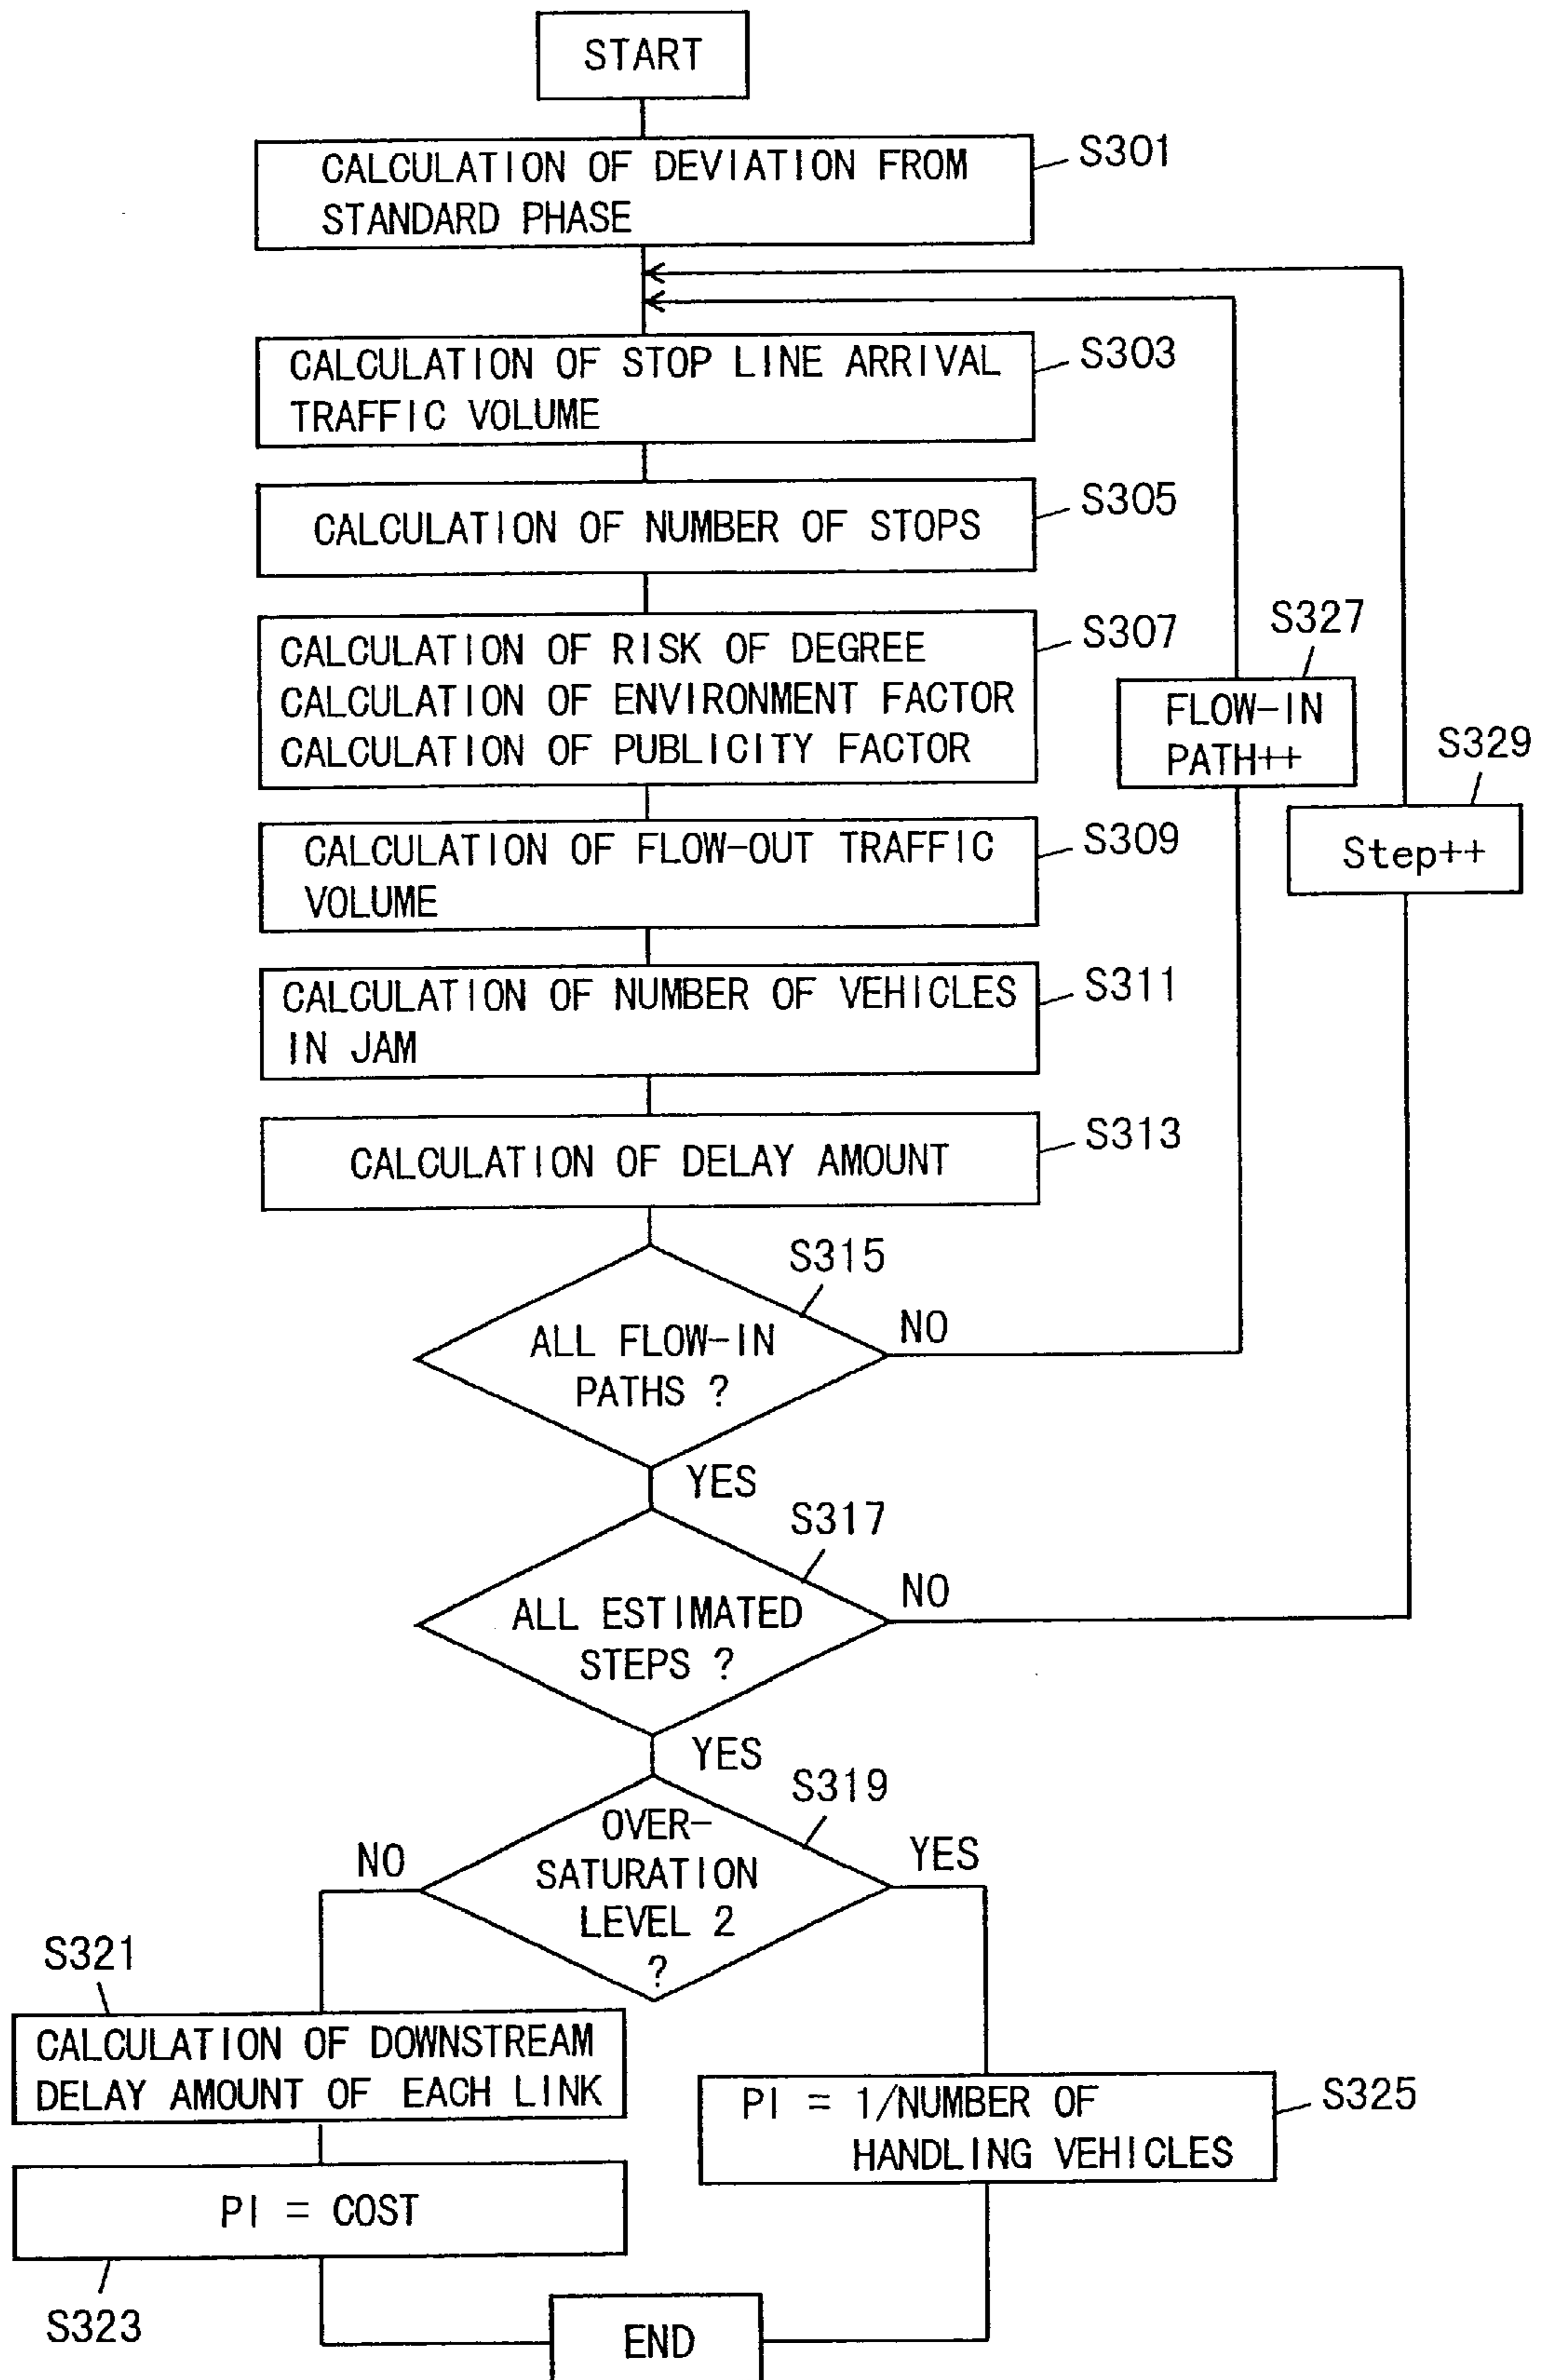 START
CALCULATION OF DEVIATION FROM
STANDARD PHASE
S301
CALCULATION OF STOP LINE ARRIVAL
TRAFFIC VOLUME
S303
CALCULATION OF NUMBER OF STOPS
S305
CALCULATION OF RISK OF DEGREE
CALCULATION OF ENVIRONMENT FACTOR
CALCULATION OF PUBLICITY FACTOR
S307
S327
FLOW-IN
PATH++
S329
Step++
CALCULATION OF FLOW-OUT TRAFFIC
VOLUME
S309
CALCULATION OF NUMBER OF VEHICLES
IN JAM
S311
CALCULATION OF DELAY AMOUNT
S313
S315
ALL FLOW-IN
PATHS ?
NO
YES
S317
ALL ESTIMATED
STEPS ?
NO
YES
S319
OVER-
SATURATION
LEVEL 2
?
NO
YES
S321
CALCULATION OF DOWNSTREAM
DELAY AMOUNT OF EACH LINK
PI = 1/NUMBER OF
HANDLING VEHICLES
S325
PI = COST
S323
END